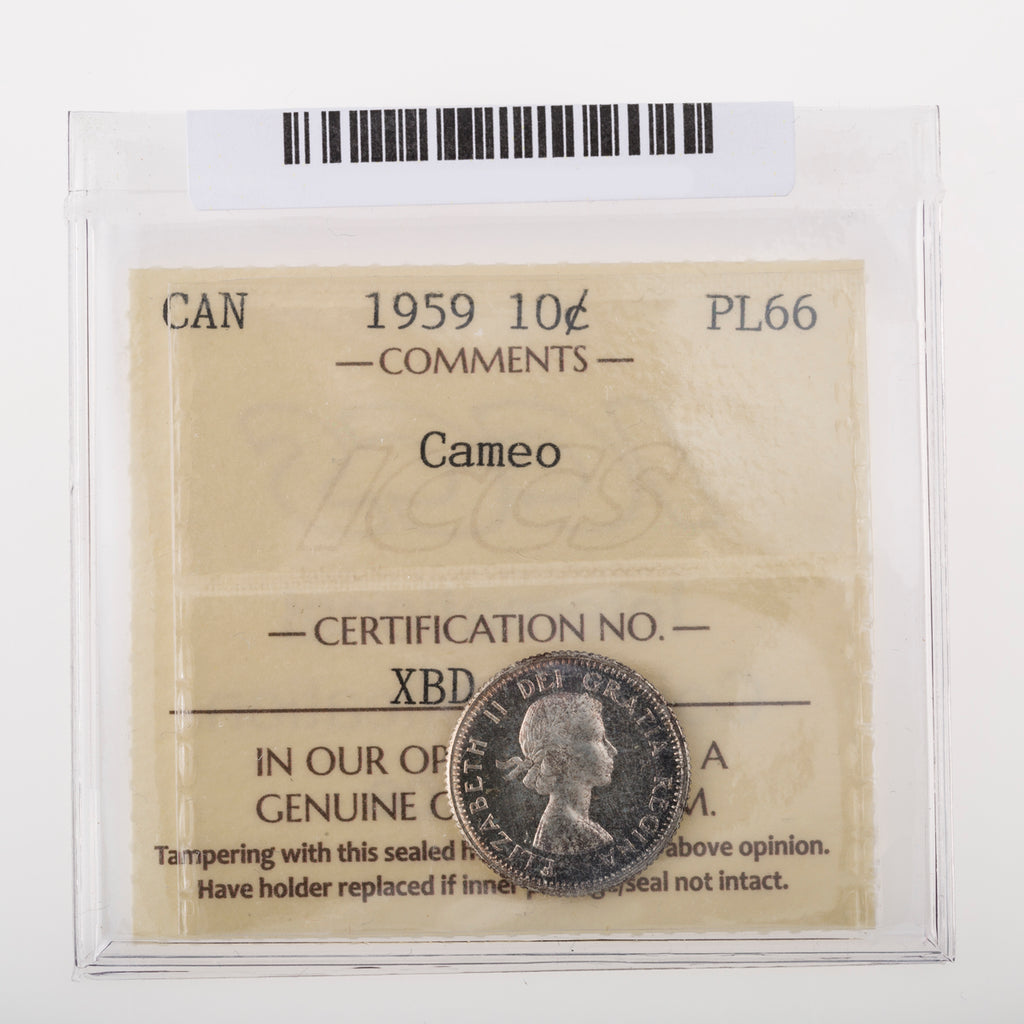 CAN 1959 10¢ PL66
— COMMENTS —
Cameo
ICCS
— CERTIFICATION NO. —
XBD
IN OUR OP A
GENUINE M.
Tampering with this sealed above opinion.
Have holder replaced if inner /seal not intact.
ELIZABETH II DEI GRATIA REGINA